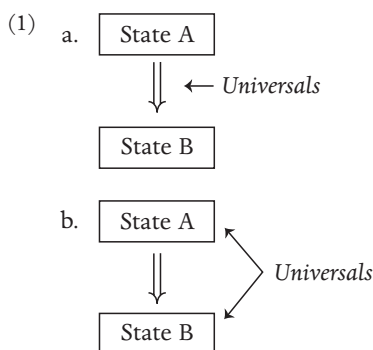 (1) a. State A
Universals
State B
b. State A
Universals
State B